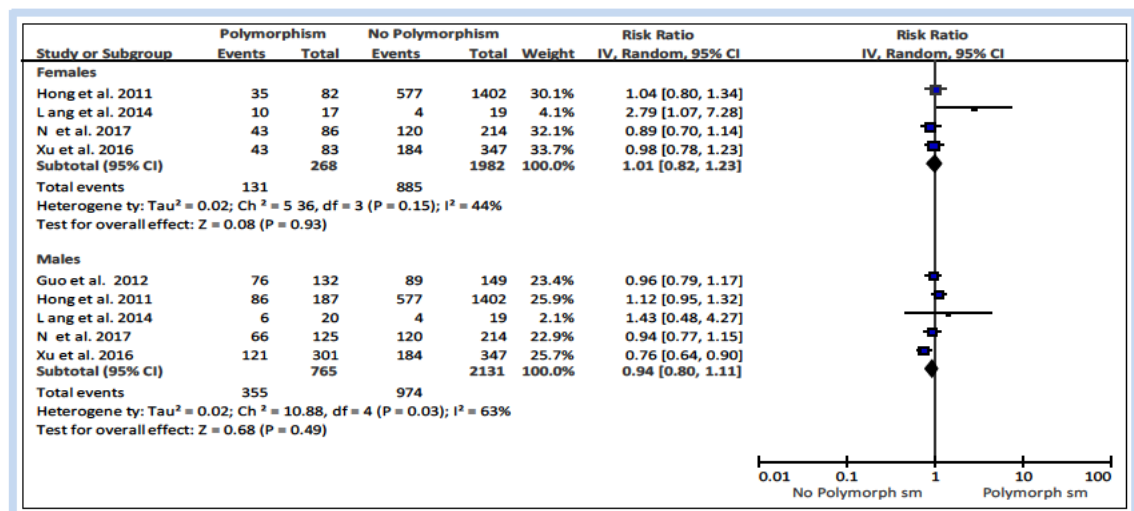 Polymorphism No Polymorphism Risk Ratio Risk Ratio
Study or Subgroup Events Total Events Total Weight IV, Random, 95% CI IV, Random, 95% CI
Females
Hong et al. 2011 35 82 577 1402 30.1% 1.04 [0.80, 1.34]
L ang et al. 2014 10 17 4 19 4.1% 2.79 [1.07, 7.28]
N et al. 2017 43 86 120 214 32.1% 0.89 [0.70, 1.14]
Xu et al. 2016 43 83 184 347 33.7% 0.98 [0.78, 1.23]
Subtotal (95% CI) 268 1982 100.0% 1.01 [0.82, 1.23]
Total events 131 885
Heterogene ty: Tau² = 0.02; Ch ² = 5 36, df = 3 (P = 0.15); I² = 44%
Test for overall effect: Z = 0.08 (P = 0.93)
Males
Guo et al. 2012 76 132 89 149 23.4% 0.96 [0.79, 1.17]
Hong et al. 2011 86 187 577 1402 25.9% 1.12 [0.95, 1.32]
L ang et al. 2014 6 20 4 19 2.1% 1.43 [0.48, 4.27]
N et al. 2017 66 125 120 214 22.9% 0.94 [0.77, 1.15]
Xu et al. 2016 121 301 184 347 25.7% 0.76 [0.64, 0.90]
Subtotal (95% CI) 765 2131 100.0% 0.94 [0.80, 1.11]
Total events 355 974
Heterogene ty: Tau² = 0.02; Ch ² = 10.88, df = 4 (P = 0.03); I² = 63%
Test for overall effect: Z = 0.68 (P = 0.49)
0.01 0.1 1 10 100
No Polymorph sm Polymorph sm